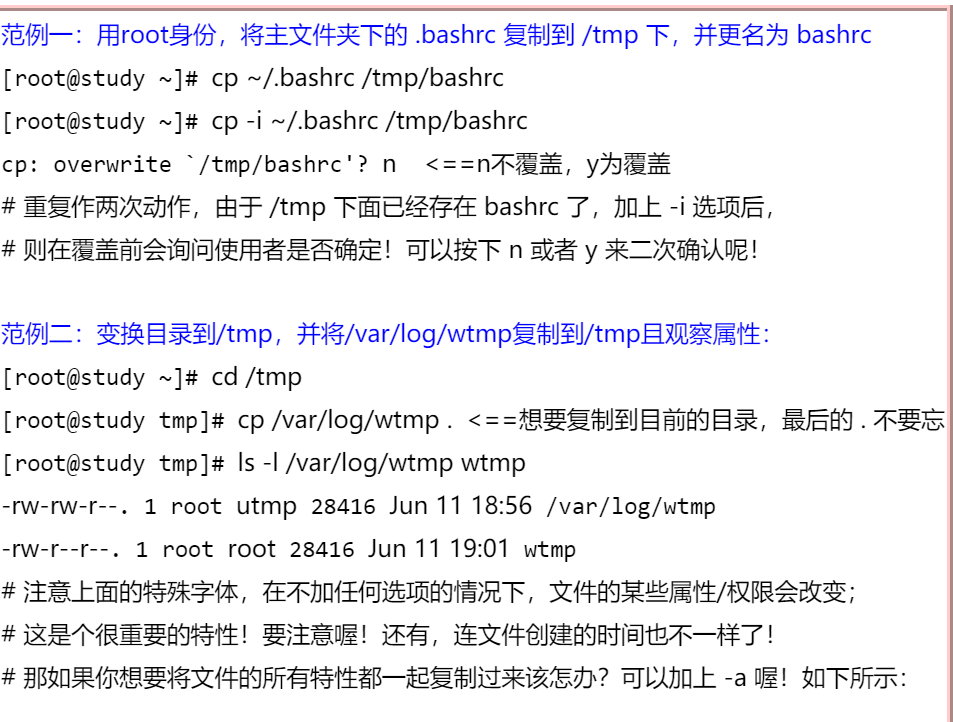 范例一：用root身份，将主文件夹下的 .bashrc 复制到 /tmp 下，并更名为 bashrc
[root@study ~]# cp ~/.bashrc /tmp/bashrc
[root@study ~]# cp -i ~/.bashrc /tmp/bashrc
cp: overwrite `/tmp/bashrc'? n  <==n不覆盖，y为覆盖
# 重复作两次动作，由于 /tmp 下面已经存在 bashrc 了，加上 -i 选项后，
# 则在覆盖前会询问使用者是否确定！可以按下 n 或者 y 来二次确认呢！
范例二：变换目录到/tmp，并将/var/log/wtmp复制到/tmp且观察属性：
[root@study ~]# cd /tmp
[root@study tmp]# cp /var/log/wtmp . <==想要复制到目前的目录，最后的 . 不要忘
[root@study tmp]# ls -l /var/log/wtmp wtmp
-rw-rw-r--. 1 root utmp 28416 Jun 11 18:56 /var/log/wtmp
-rw-r--r--. 1 root root 28416 Jun 11 19:01 wtmp
# 注意上面的特殊字体，在不加任何选项的情况下，文件的某些属性/权限会改变；
# 这是个很重要的特性！要注意喔！还有，连文件创建的时间也不一样了！
# 那如果你想要将文件的所有特性都一起复制过来该怎办？可以加上 -a 喔！如下所示：